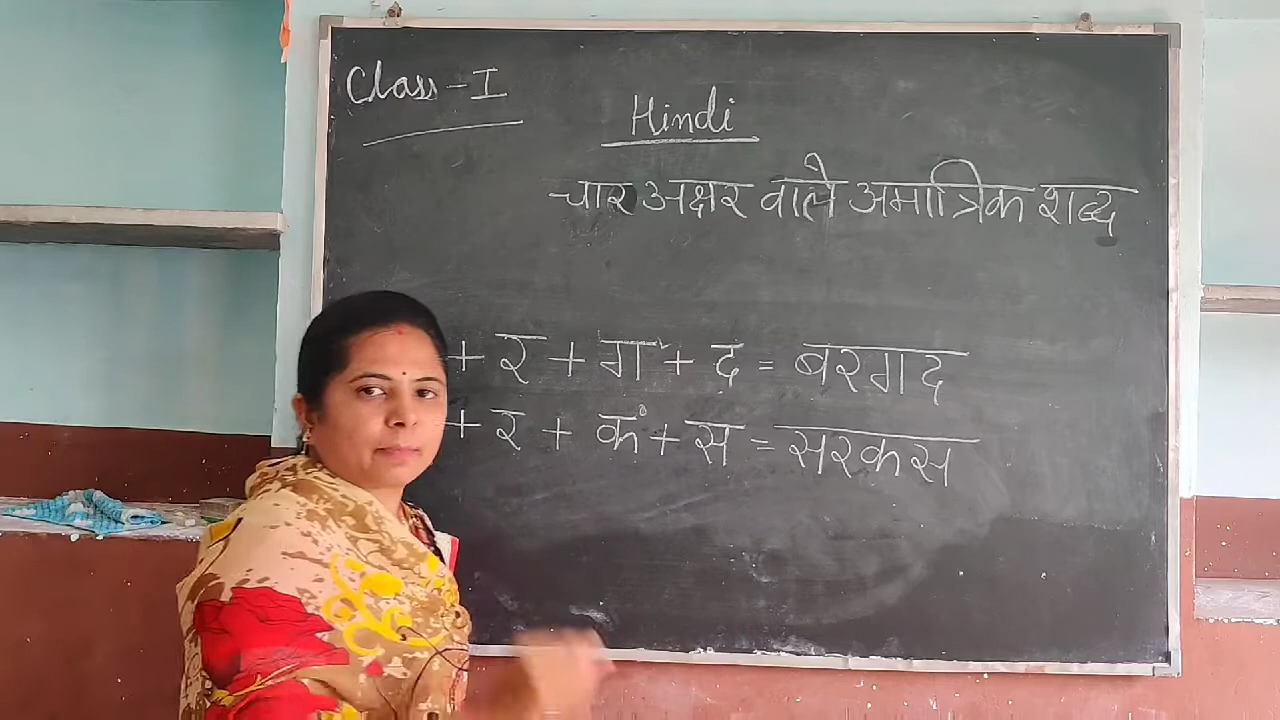 Class - I
Hindi
चार अक्षर वाले अमात्रिक शब्द
+ र + ग + द = बरगद
+ र + क + स = सरकस